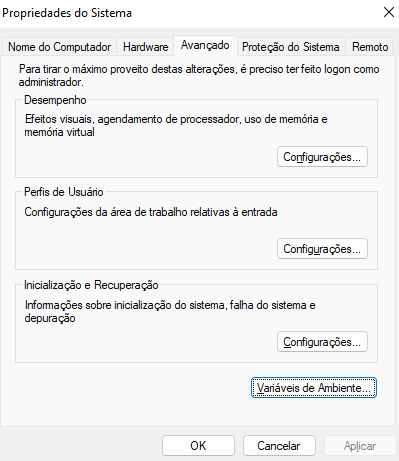 Propriedades do Sistema
Nome do Computador Hardware Avançado Proteção do Sistema Remoto
Para tirar o máximo proveito destas alterações, é preciso ter feito logon como
administrador.
Desempenho
Efeitos visuais, agendamento de processador, uso de memória e
memória virtual
Configurações...
Perfis de Usuário
Configurações da área de trabalho relativas à entrada
Configurações...
Inicialização e Recuperação
Informações sobre inicialização do sistema, falha do sistema e
depuração
Configurações...
Variáveis de Ambiente...
OK Cancelar Aplicar